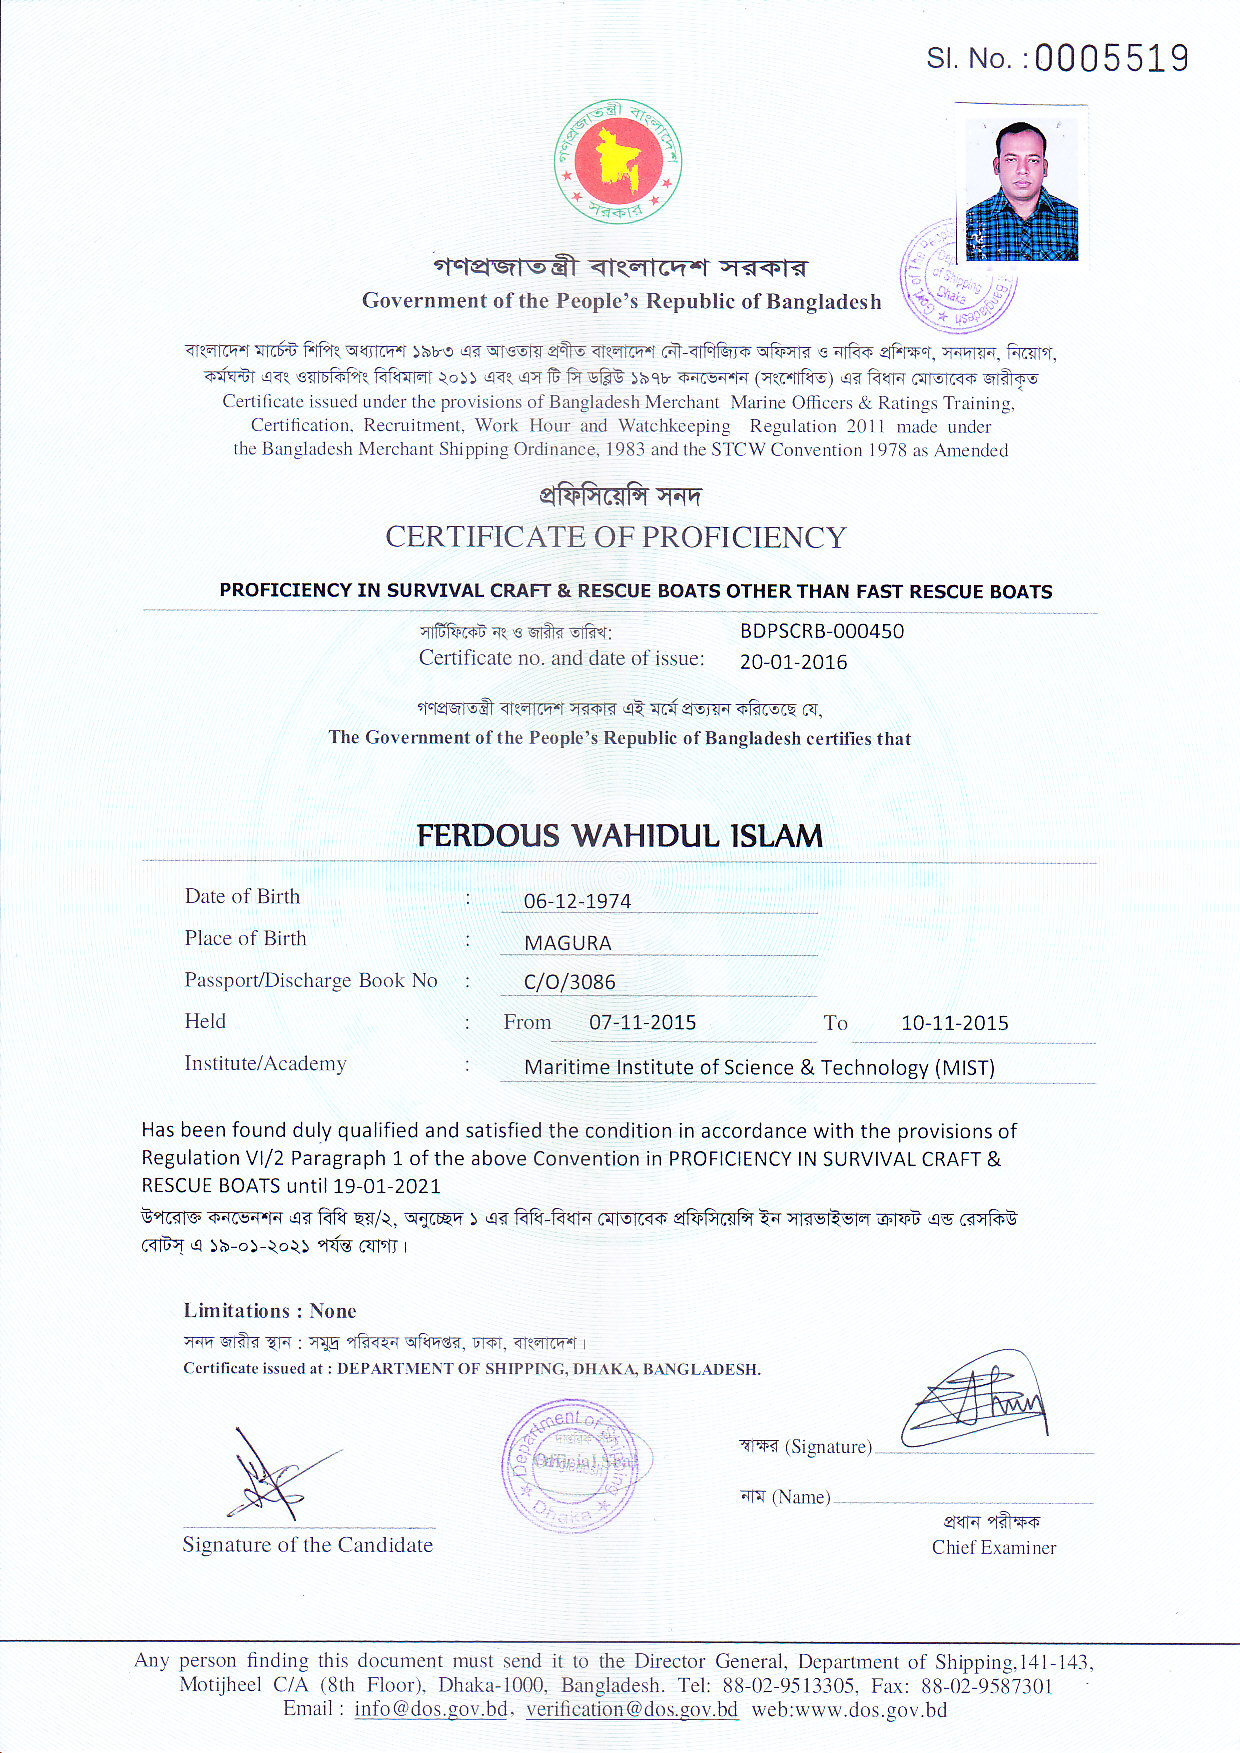 Sl. No. : 0005519
গণপ্রজাতন্ত্রী বাংলাদেশ
সরকার
গণপ্রজাতন্ত্রী বাংলাদেশ সরকার
Government of the People's Republic of Bangladesh
বাংলাদেশ মার্চেন্ট শিপিং অধ্যাদেশ ১৯৮৩ এর আওতায় প্রণীত বাংলাদেশ নৌ-বাণিজ্যিক অফিসার ও নাবিক প্রশিক্ষণ, সনদায়ন, নিয়োগ,
কর্মঘন্টা এবং ওয়াচকিপিং বিধিমালা ২০১১ এবং এস টি সি ডব্লিউ ১৯৭৮ কনভেনশন (সংশোধিত) এর বিধান মোতাবেক জারীকৃত
Certificate issued under the provisions of Bangladesh Merchant Marine Officers & Ratings Training,
Certification, Recruitment, Work Hour and Watchkeeping Regulation 2011 made under
the Bangladesh Merchant Shipping Ordinance, 1983 and the STCW Convention 1978 as Amended
প্রফিসিয়েন্সি সনদ
CERTIFICATE OF PROFICIENCY
PROFICIENCY IN SURVIVAL CRAFT & RESCUE BOATS OTHER THAN FAST RESCUE BOATS
সার্টিফিকেট নং ও জারীর তারিখ: BDPSCRB-000450
Certificate no. and date of issue: 20-01-2016
গণপ্রজাতন্ত্রী বাংলাদেশ সরকার এই মর্মে প্রত্যয়ন করিতেছে যে,
The Government of the People's Republic of Bangladesh certifies that
FERDOUS WAHIDUL ISLAM
Date of Birth : 06-12-1974
Place of Birth : MAGURA
Passport/Discharge Book No : C/O/3086
Held : From 07-11-2015 To 10-11-2015
Institute/Academy : Maritime Institute of Science & Technology (MIST)
Has been found duly qualified and satisfied the condition in accordance with the provisions of
Regulation VI/2 Paragraph 1 of the above Convention in PROFICIENCY IN SURVIVAL CRAFT &
RESCUE BOATS until 19-01-2021
উপরোক্ত কনভেনশন এর বিধি ছয়/২, অনুচ্ছেদ ১ এর বিধি-বিধান মোতাবেক প্রফিসিয়েন্সি ইন সারভাইভাল ক্রাফট এন্ড রেসকিউ
বোটস্ এ ১৯-০১-২০২১ পর্যন্ত যোগ্য।
Limitations : None
সনদ জারীর স্থান : সমুদ্র পরিবহন অধিদপ্তর, ঢাকা, বাংলাদেশ।
Certificate issued at : DEPARTMENT OF SHIPPING, DHAKA, BANGLADESH.
Department of Shipping
Dhaka
স্বাক্ষর (Signature)
নাম (Name)
প্রধান পরীক্ষক
Chief Examiner
Signature of the Candidate
Any person finding this document must send it to the Director General, Department of Shipping,141-143,
Motijheel C/A (8th Floor), Dhaka-1000, Bangladesh. Tel: 88-02-9513305, Fax: 88-02-9587301
Email : info@dos.gov.bd, verification@dos.gov.bd web:www.dos.gov.bd